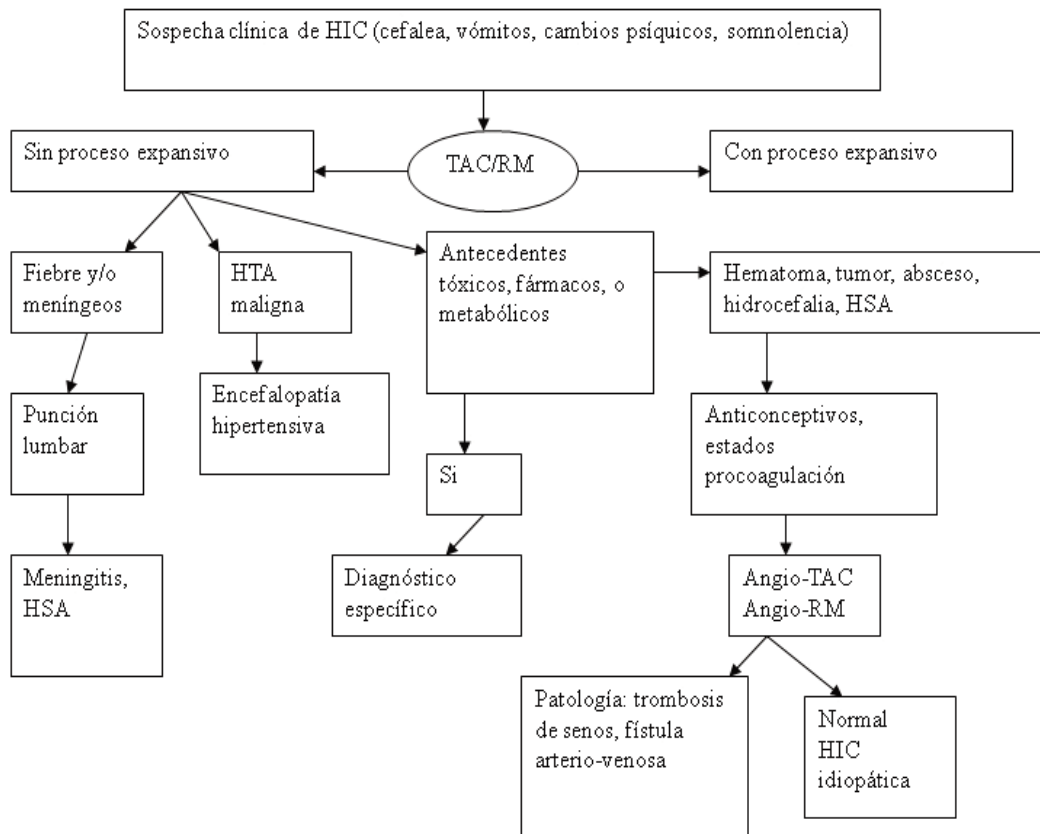 Sospecha clínica de HIC (cefalea, vómitos, cambios psíquicos, somnolencia)
Sin proceso expansivo
TAC/RM
Con proceso expansivo
Fiebre y/o
meníngeos
HTA
maligna
Antecedentes
tóxicos, fármacos, o
metabólicos
Hematoma, tumor, absceso,
hidrocefalia, HSA
Punción
lumbar
Encefalopatía
hipertensiva
Si
Anticonceptivos,
estados
procoagulación
Meningitis,
HSA
Diagnóstico
específico
Angio-TAC
Angio-RM
Patología: trombosis
de senos, fístula
arterio-venosa
Normal
HIC
idiopática